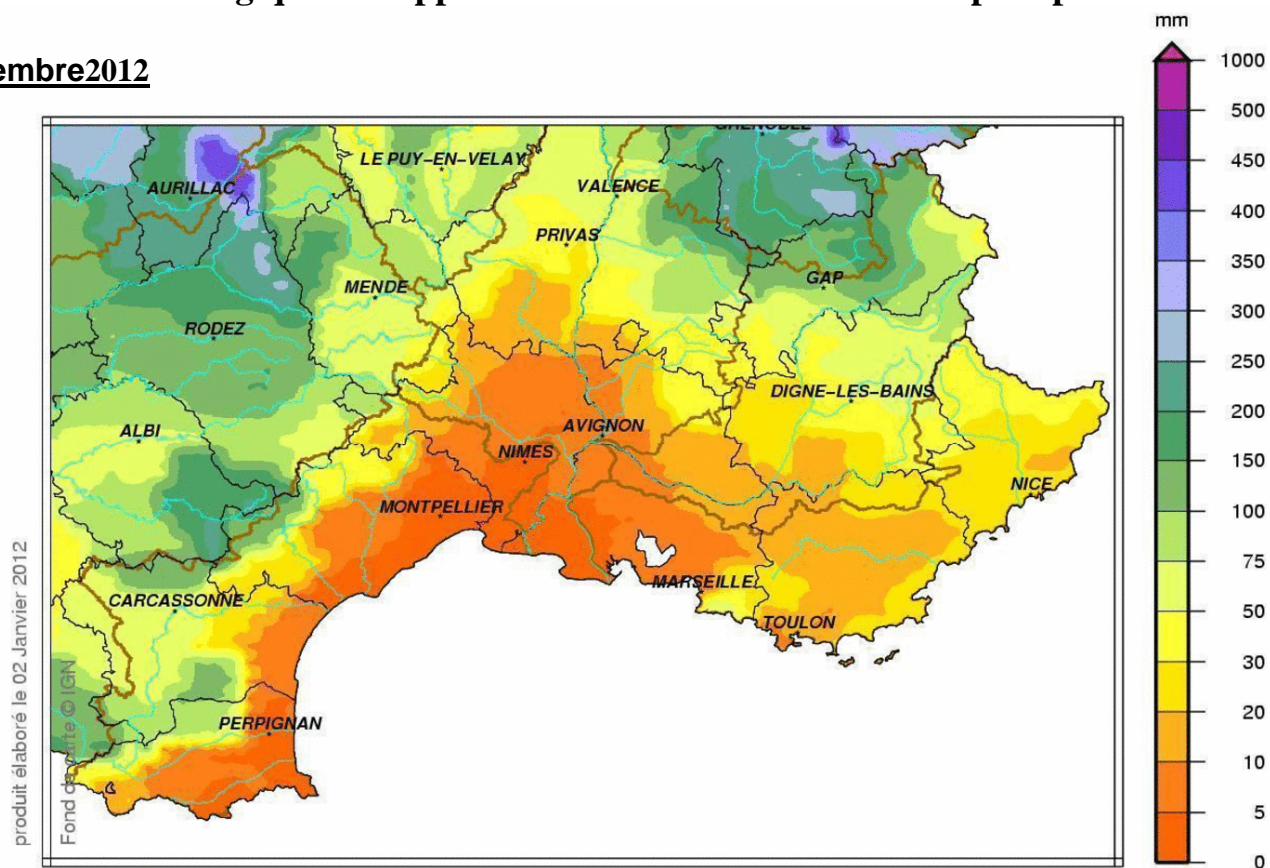 embre2012
mm
1000
500
450
400
350
300
250
200
150
100
75
50
30
20
10
5
0
LE PUY-EN-VELAY
AURILLAC
VALENCE
PRIVAS
MENDE
GAP
RODEZ
DIGNE-LES-BAINS
ALBI
AVIGNON
NIMES
NICE
MONTPELLIER
MARSEILLE
CARCASSONNE
TOULON
PERPIGNAN
produit élaboré le 02 Janvier 2012
Fond de carte © IGN